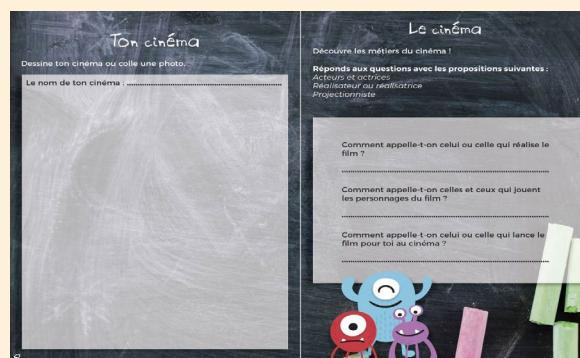 Ton cinéma
Dessine ton cinéma ou colle une photo.
Le nom de ton cinéma :
Le cinéma
Découvre les métiers du cinéma !
Réponds aux questions avec les propositions suivantes :
Acteurs et actrices
Réalisateur ou réalisatrice
Projectionniste
Comment appelle-t-on celui ou celle qui réalise le
film ?
Comment appelle-t-on celles et ceux qui jouent
les personnages du film ?
Comment appelle-t-on celui ou celle qui lance le
film pour toi au cinéma ?